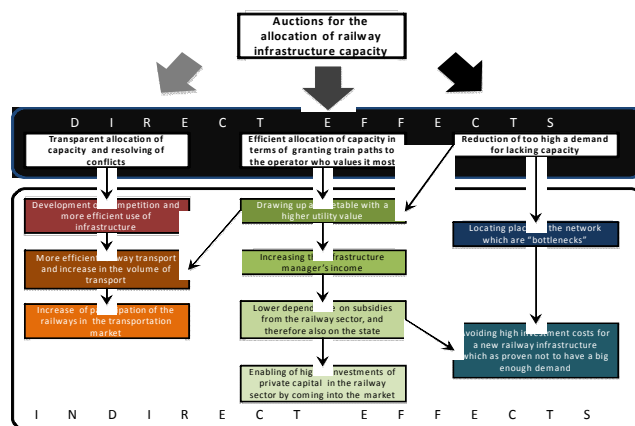 Auctions for the
allocation of railway
infrastructure capacity
D I R E C T E F F E C T S
Transparent allocation of
capacity and resolving of
conflicts
Efficient allocation of capacity in
terms of granting train paths to
the operator who values it most
Reduction of too high a demand
for lacking capacity
Development of competition and
more efficient use of
infrastructure
Drawing up a timetable with a
higher utility value
Locating places the network
which are "bottlenecks"
More efficient railway transport
and increase in the volume of
transport
Increasing the infrastructure
manager's income
Increase of participation of the
railways in the transportation
market
Lower dependence on subsidies
from the railway sector, and
therefore also on the state
Avoiding high investment costs for
a new railway infrastructure
which as proven not to have a big
enough demand
Enabling of high investments of
private capital in the railway
sector by coming into the market
I N D I R E C T E F F E C T S